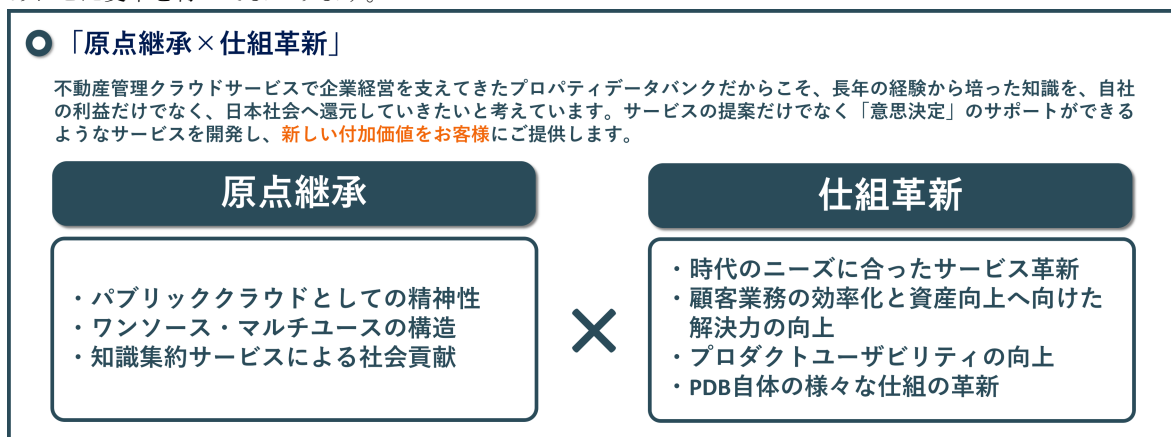 「原点継承×仕組革新」
不動産管理クラウドサービスで企業経営を支えてきたプロパティデータバンクだからこそ、長年の経験から培った知識を、自社
の利益だけでなく、日本社会へ還元していきたいと考えています。サービスの提案だけでなく「意思決定」のサポートができる
ようなサービスを開発し、新しい付加価値をお客様にご提供します。
原点継承
・パブリッククラウドとしての精神性
・ワンソース・マルチユースの構造
・知識集約サービスによる社会貢献
×
仕組革新
・時代のニーズに合ったサービス革新
・顧客業務の効率化と資産向上へ向けた
解決力の向上
・プロダクトユーザビリティの向上
・PDB自体の様々な仕組の革新